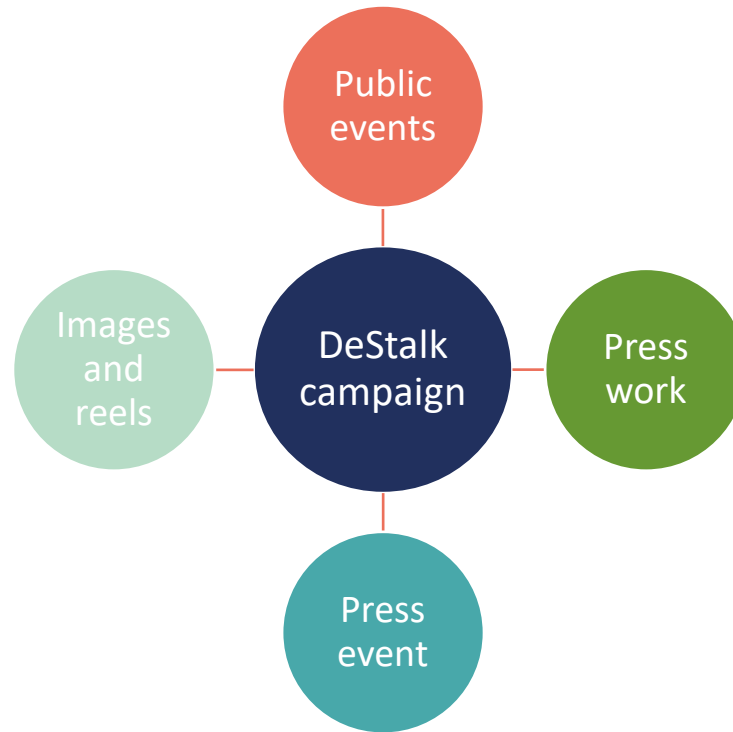 Public
events
Images
and
reels
DeStalk
campaign
Press
work
Press
event